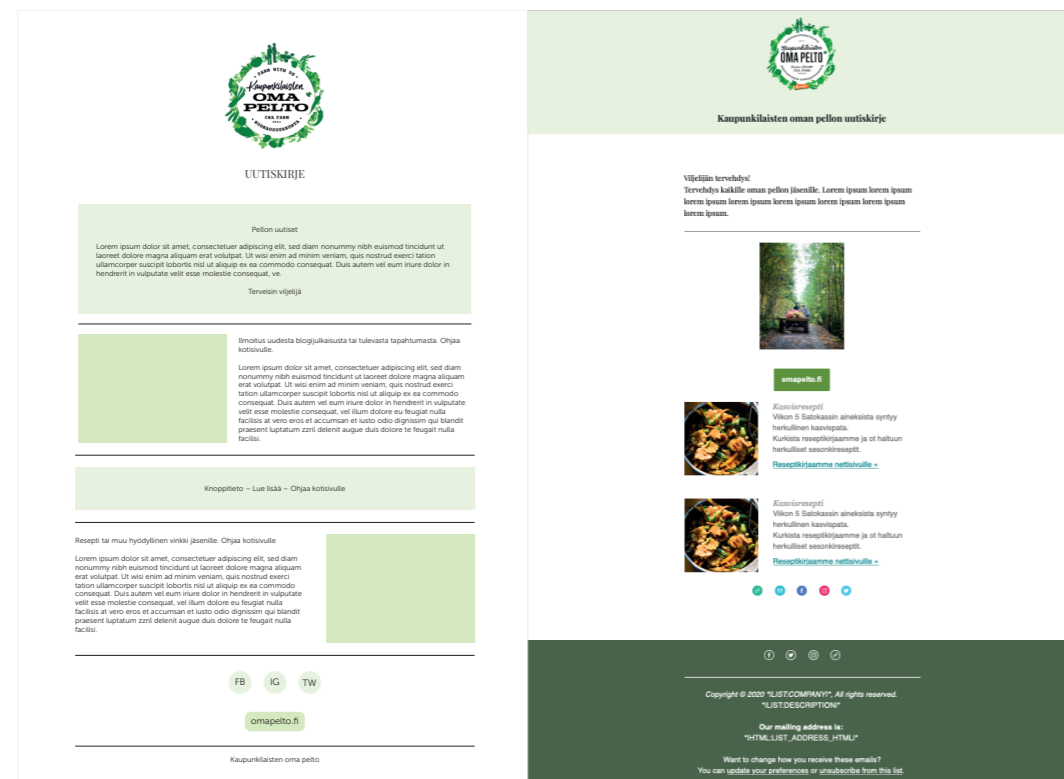 FARM WITH US
Kaupunkilaisten
OMA
PELTO
CSA FARM
RUOKAOSUUSKUNTA
UUTISKIRJE
Pellon uutiset
Lorem ipsum dolor sit amet, consectetuer adipiscing elit, sed diam nonummy nibh euismod tincidunt ut
laoreet dolore magna aliquam erat volutpat. Ut wisi enim ad minim veniam, quis nostrud exerci tation
ullamcorper suscipit lobortis nisl ut aliquip ex ea commodo consequat. Duis autem vel eum iriure dolor in
hendrerit in vulputate velit esse molestie consequat, ve.
Terveisin viljelijä
Ilmoitus uudesta blogijulkaisusta tai tulevasta tapahtumasta. Ohjaa
kotisivulle.
Lorem ipsum dolor sit amet, consectetuer adipiscing elit, sed diam
nonummy nibh euismod tincidunt ut laoreet dolore magna aliquam
erat volutpat. Ut wisi enim ad minim veniam, quis nostrud exerci
tation ullamcorper suscipit lobortis nisl ut aliquip ex ea commodo
consequat. Duis autem vel eum iriure dolor in hendrerit in vulputate
velit esse molestie consequat, vel illum dolore eu feugiat nulla
facilisis at vero eros et accumsan et iusto odio dignissim qui blandit
praesent luptatum zzril delenit augue duis dolore te feugait nulla
facilisi.
Knoppitieto – Lue lisää – Ohjaa kotisivulle
Resepti tai muu hyödyllinen vinkki jäsenille. Ohjaa kotisivulle
Lorem ipsum dolor sit amet, consectetuer adipiscing elit, sed diam
nonummy nibh euismod tincidunt ut laoreet dolore magna aliquam
erat volutpat. Ut wisi enim ad minim veniam, quis nostrud exerci
tation ullamcorper suscipit lobortis nisl ut aliquip ex ea commodo
consequat. Duis autem vel eum iriure dolor in hendrerit in vulputate
velit esse molestie consequat, vel illum dolore eu feugiat nulla
facilisis at vero eros et accumsan et iusto odio dignissim qui blandit
praesent luptatum zzril delenit augue duis dolore te feugait nulla
facilisi.
FB IG TW
omapelto.fi
Kaupunkilaisten oma pelto
Kaupunkilaisten
OMA PELTO
CSA FARM
Kaupunkilaisten oman pellon uutiskirje
Viljelijän tervehdys!
Tervehdys kaikille oman pellon jäsenille. Lorem ipsum lorem ipsum
lorem ipsum lorem ipsum lorem ipsum lorem ipsum lorem ipsum
lorem ipsum.
omapelto.fi
Kasvisresepti
Viikon 5 Satokassin aineksista syntyy
herkullinen kasvispata.
Kurkista reseptikirjaamme ja ot haltuun
herkulliset sesonkireseptit.
Reseptikirjaamme nettisivuille »
Kasvisresepti
Viikon 5 Satokassin aineksista syntyy
herkullinen kasvispata.
Kurkista reseptikirjaamme ja ot haltuun
herkulliset sesonkireseptit.
Reseptikirjaamme nettisivuille »
Copyright © 2020 *|LIST:COMPANY|*, All rights reserved.
*|LIST:DESCRIPTION|*
Our mailing address is:
*|HTML:LIST_ADDRESS_HTML|*
Want to change how you receive these emails?
You can update your preferences or unsubscribe from this list.